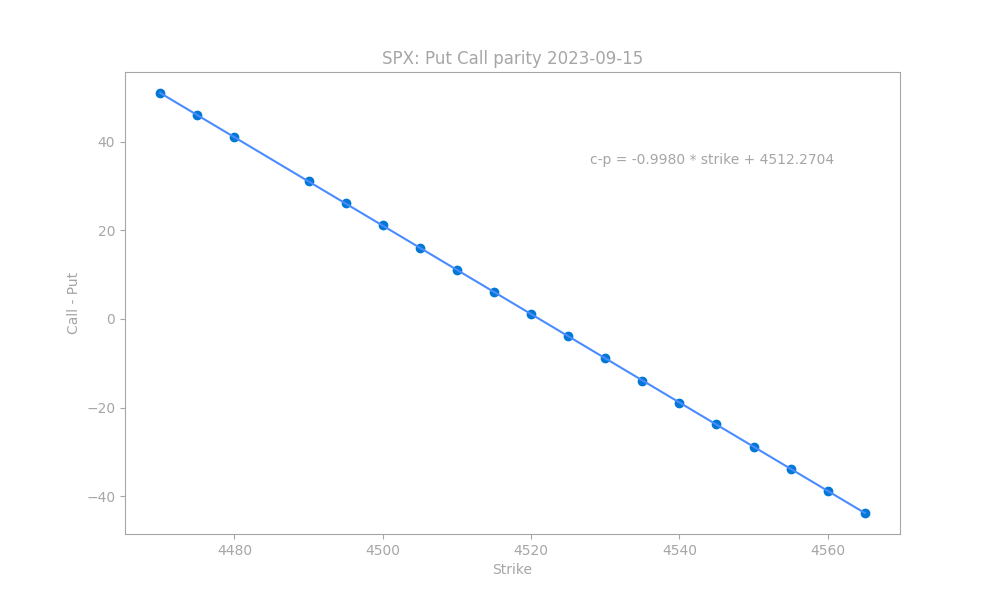 SPX: Put Call parity 2023-09-15
c-p = -0.9980 * strike + 4512.2704
Call - Put
40
20
0
−20
−40
4480
4500
4520
4540
4560
Strike